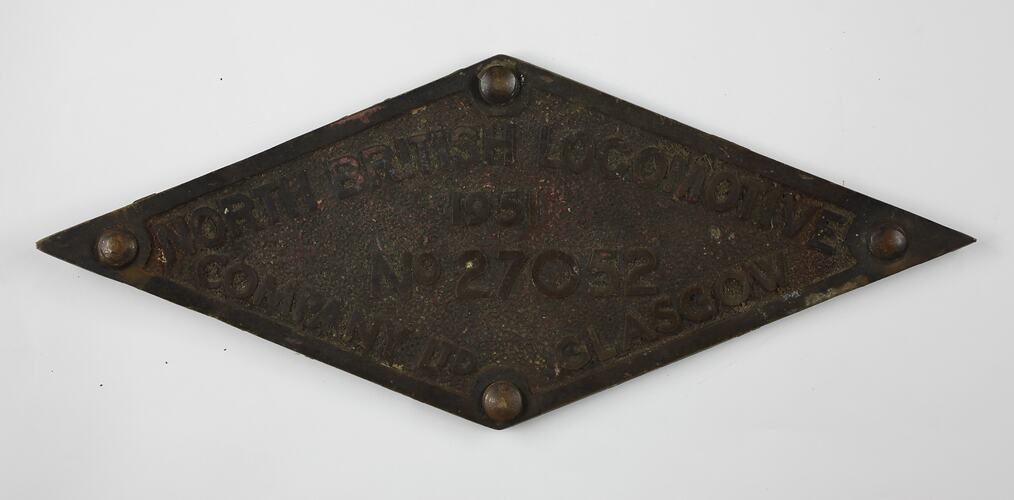 NORTH BRITISH LOCOMOTIVE
1951
No 27052
COMPANY LTD GLASGOW